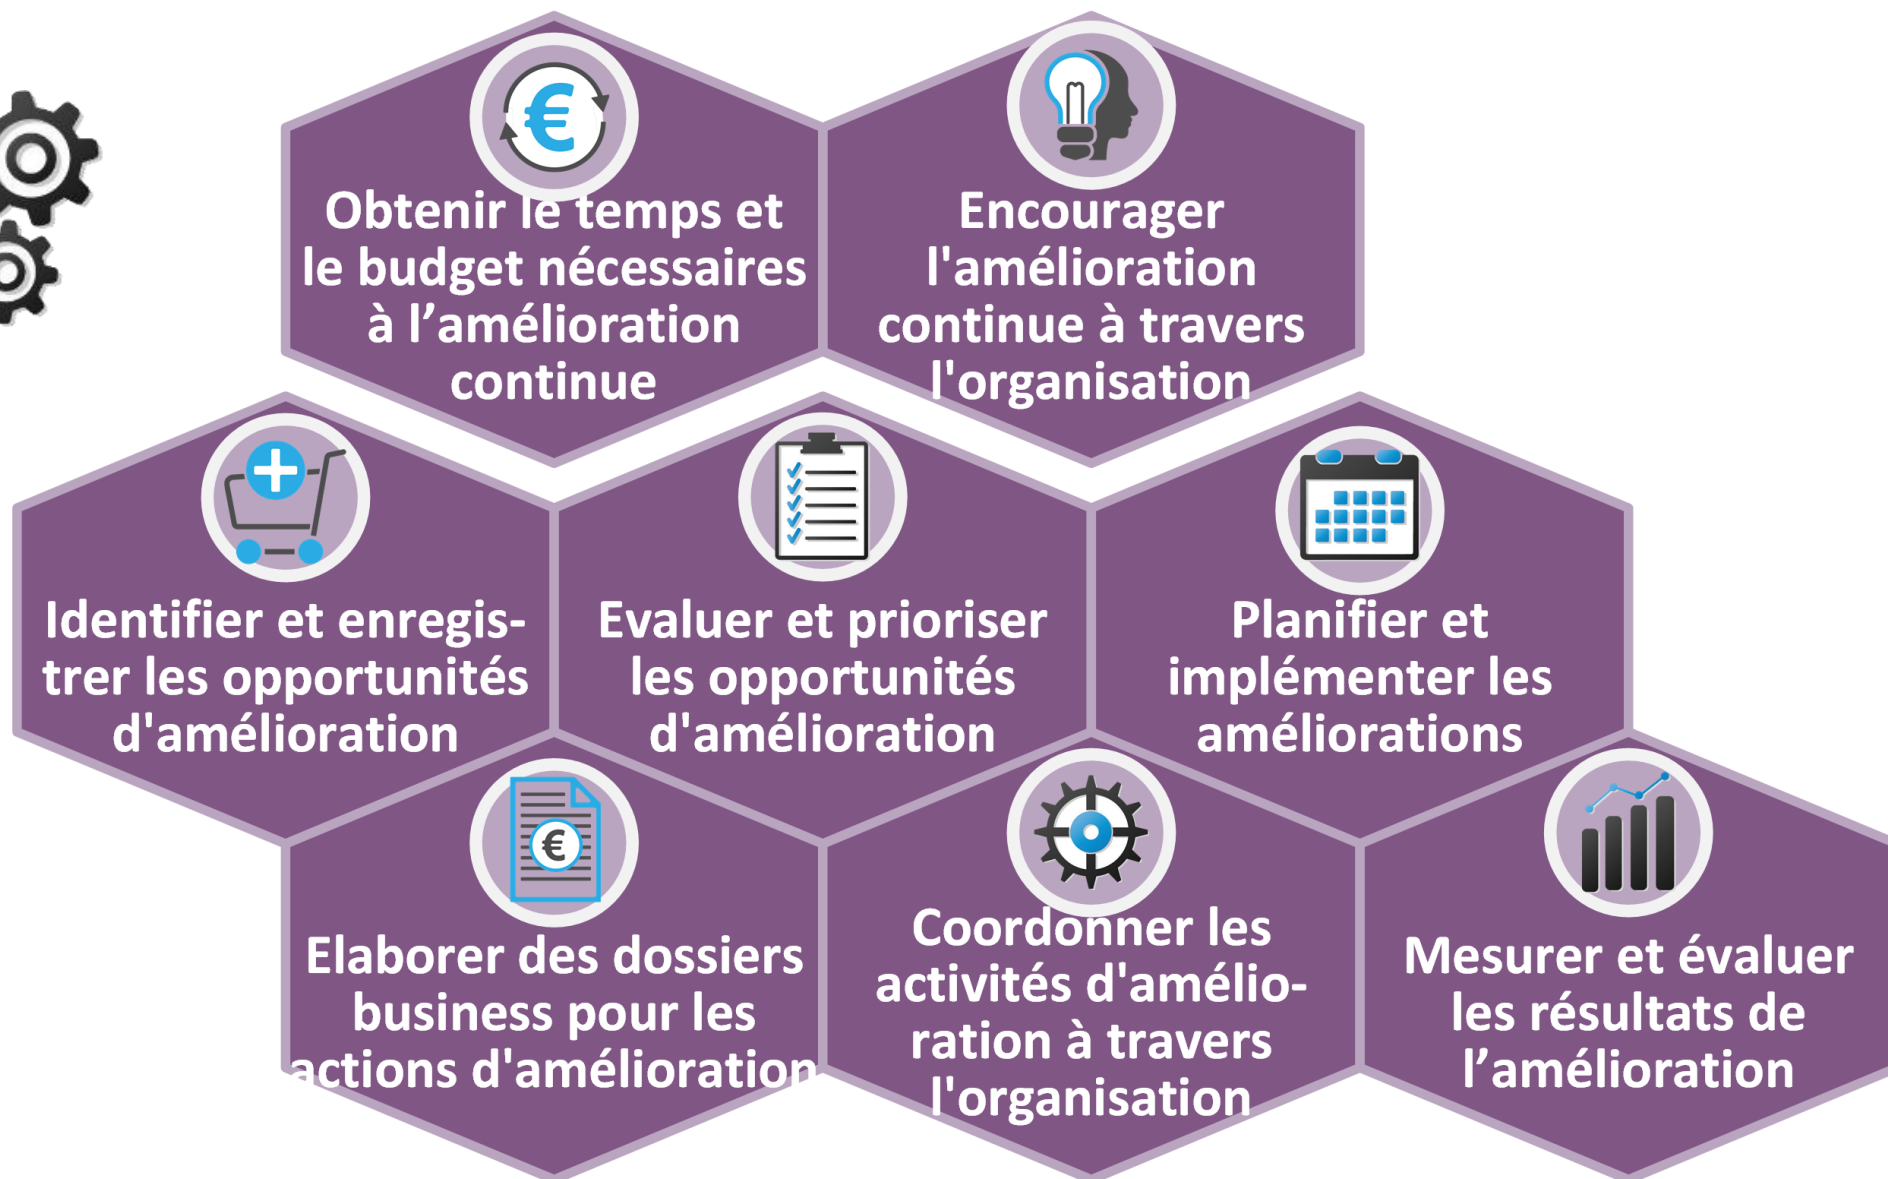 €
Obtenir le temps et
le budget nécessaires
à l’amélioration
continue
Encourager
l'amélioration
continue à travers
l'organisation
Identifier et enregis-
trer les opportunités
d'amélioration
Evaluer et prioriser
les opportunités
d'amélioration
Planifier et
implémenter les
améliorations
€
Elaborer des dossiers
business pour les
actions d'amélioration
Coordonner les
activités d'amélio-
ration à travers
l'organisation
Mesurer et évaluer
les résultats de
l’amélioration